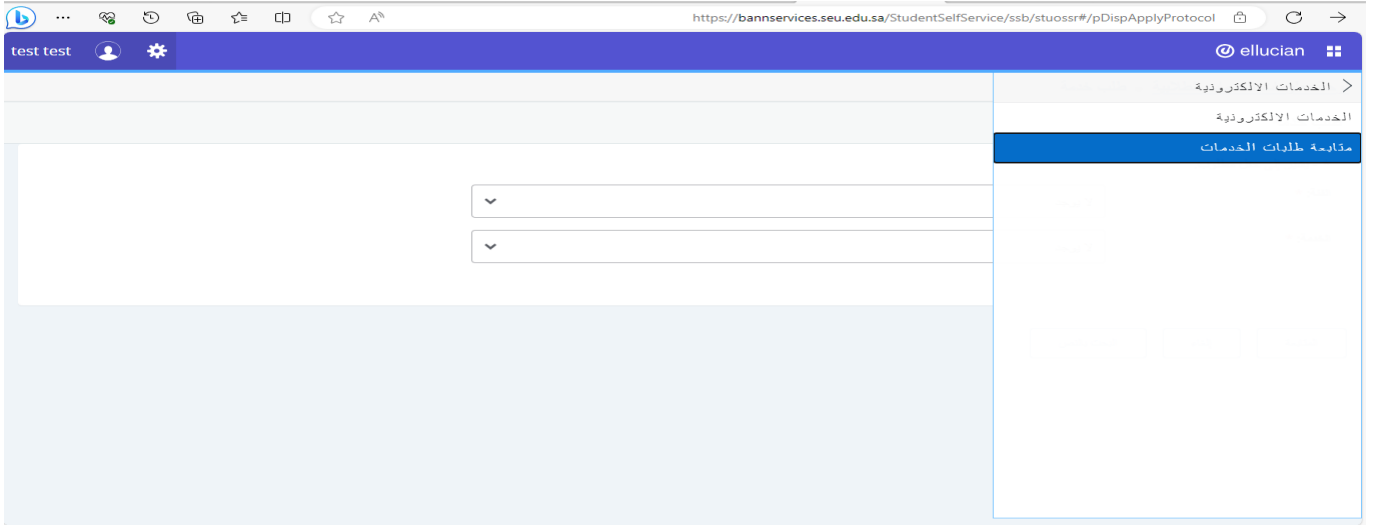 https://bannservices.seu.edu.sa/StudentSelfService/ssb/stuossr#/pDispApplyProtocol
test test
ellucian
الخدمات الالكترونية
الخدمات الالكترونية
متابعة طلبات الخدمات